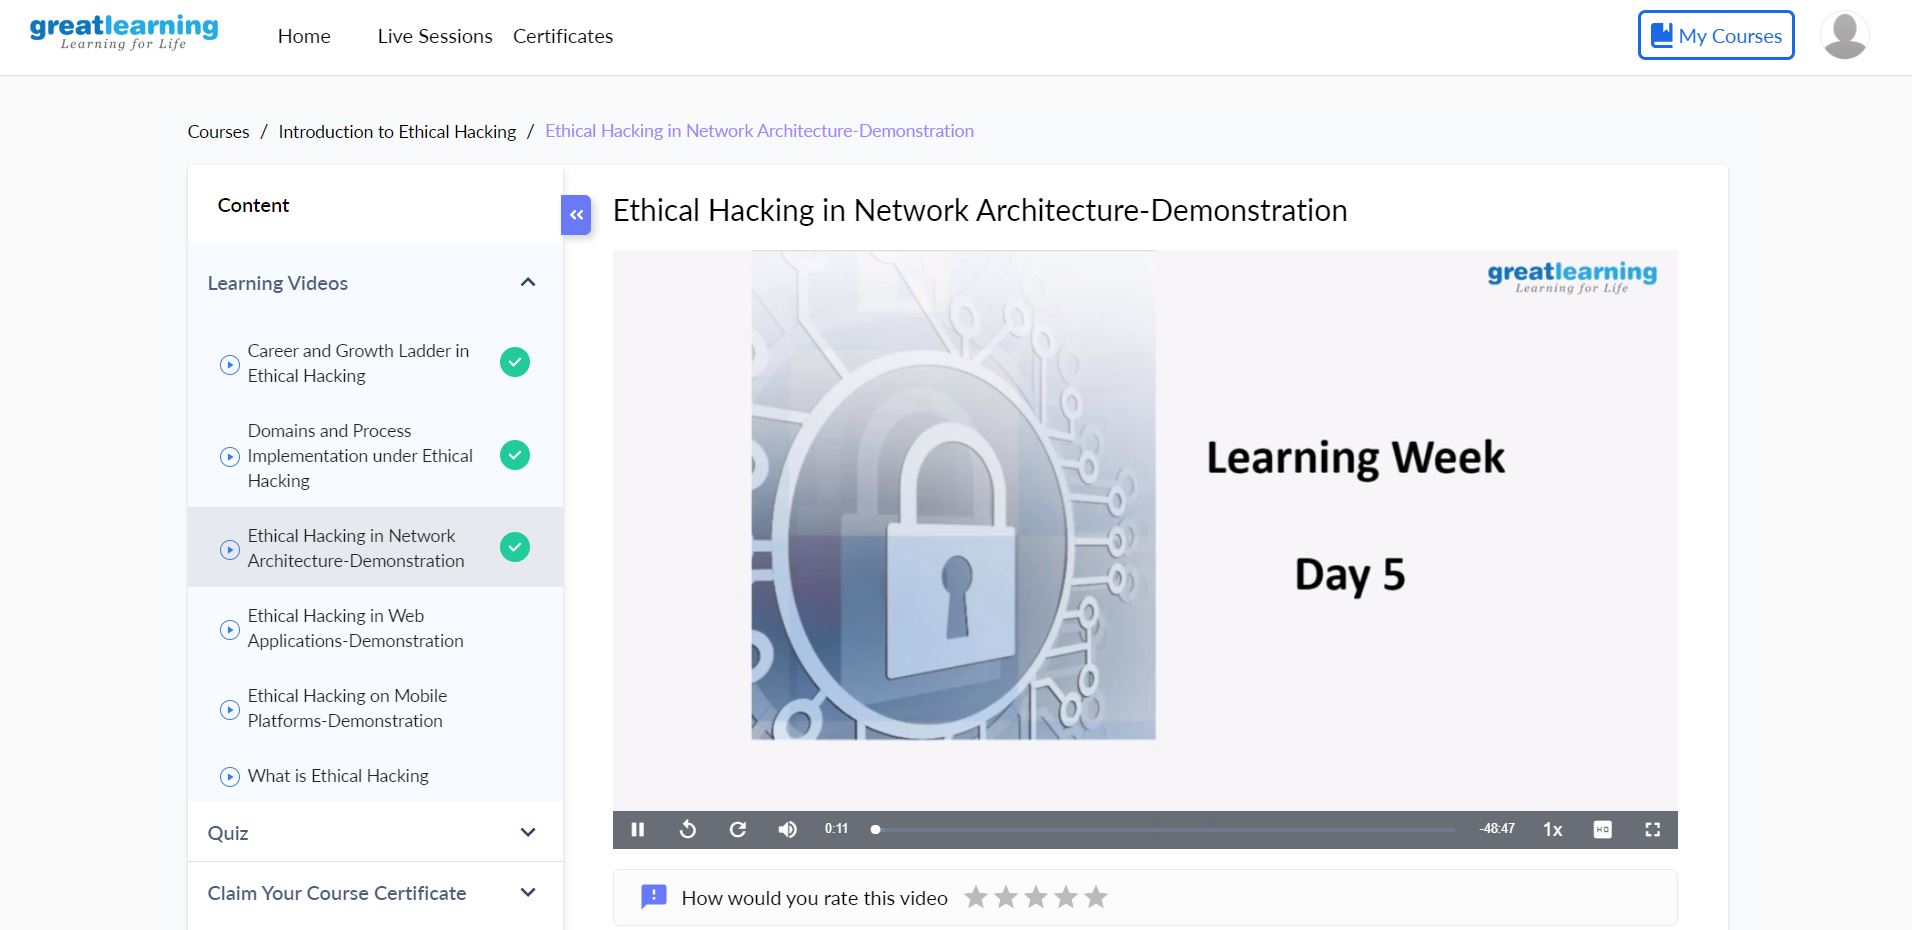 greatlearning
Learning for Life
Home
Live Sessions
Certificates
My Courses
Courses / Introduction to Ethical Hacking / Ethical Hacking in Network Architecture-Demonstration
Content
Learning Videos
Career and Growth Ladder in
Ethical Hacking
Domains and Process
Implementation under Ethical
Hacking
Ethical Hacking in Network
Architecture-Demonstration
Ethical Hacking in Web
Applications-Demonstration
Ethical Hacking on Mobile
Platforms-Demonstration
What is Ethical Hacking
Quiz
Claim Your Course Certificate
Ethical Hacking in Network Architecture-Demonstration
greatlearning
Learning for Life
Learning Week
Day 5
0:11
-48:47
1x
HD
How would you rate this video